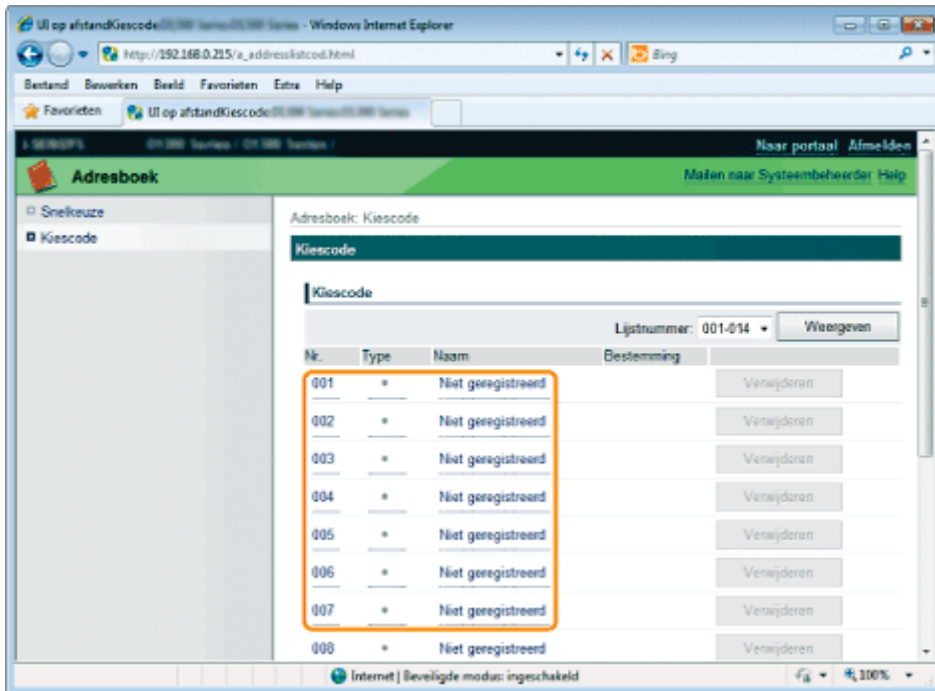 UI op afstandKiescode - Windows Internet Explorer
http://192.168.0.215/a_addresslistcod.html
Bing
Bestand Bewerken Beeld Favorieten Extra Help
Favorieten UI op afstandKiescode
Naar portaal Afmelden
Adresboek Mailen naar Systeembeheerder Help
Snelkeuze
Kiescode
Adresboek: Kiescode
Kiescode
Kiescode
Lijstnummer: 001-014 Weergeven
Nr. Type Naam Bestemming
001 Niet geregistreerd Verwijderen
002 Niet geregistreerd Verwijderen
003 Niet geregistreerd Verwijderen
004 Niet geregistreerd Verwijderen
005 Niet geregistreerd Verwijderen
006 Niet geregistreerd Verwijderen
007 Niet geregistreerd Verwijderen
008 Niet geregistreerd Verwijderen
Internet | Beveiligde modus: ingeschakeld 100%